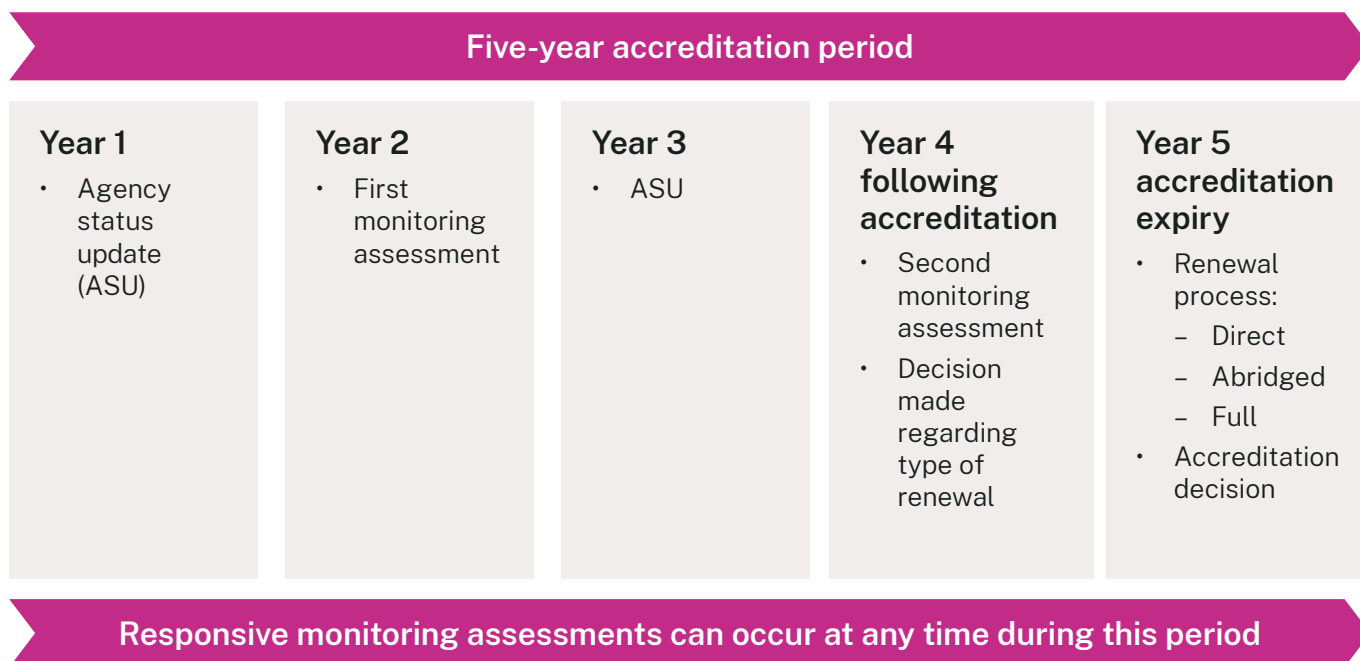 Five-year accreditation period
Year 1
• Agency
status
update
(ASU)
Year 2
• First
monitoring
assessment
Year 3
• ASU
Year 4
following
accreditation
• Second
monitoring
assessment
• Decision
made
regarding
type of
renewal
Year 5
accreditation
expiry
• Renewal
process:
– Direct
– Abridged
– Full
• Accreditation
decision
Responsive monitoring assessments can occur at any time during this period